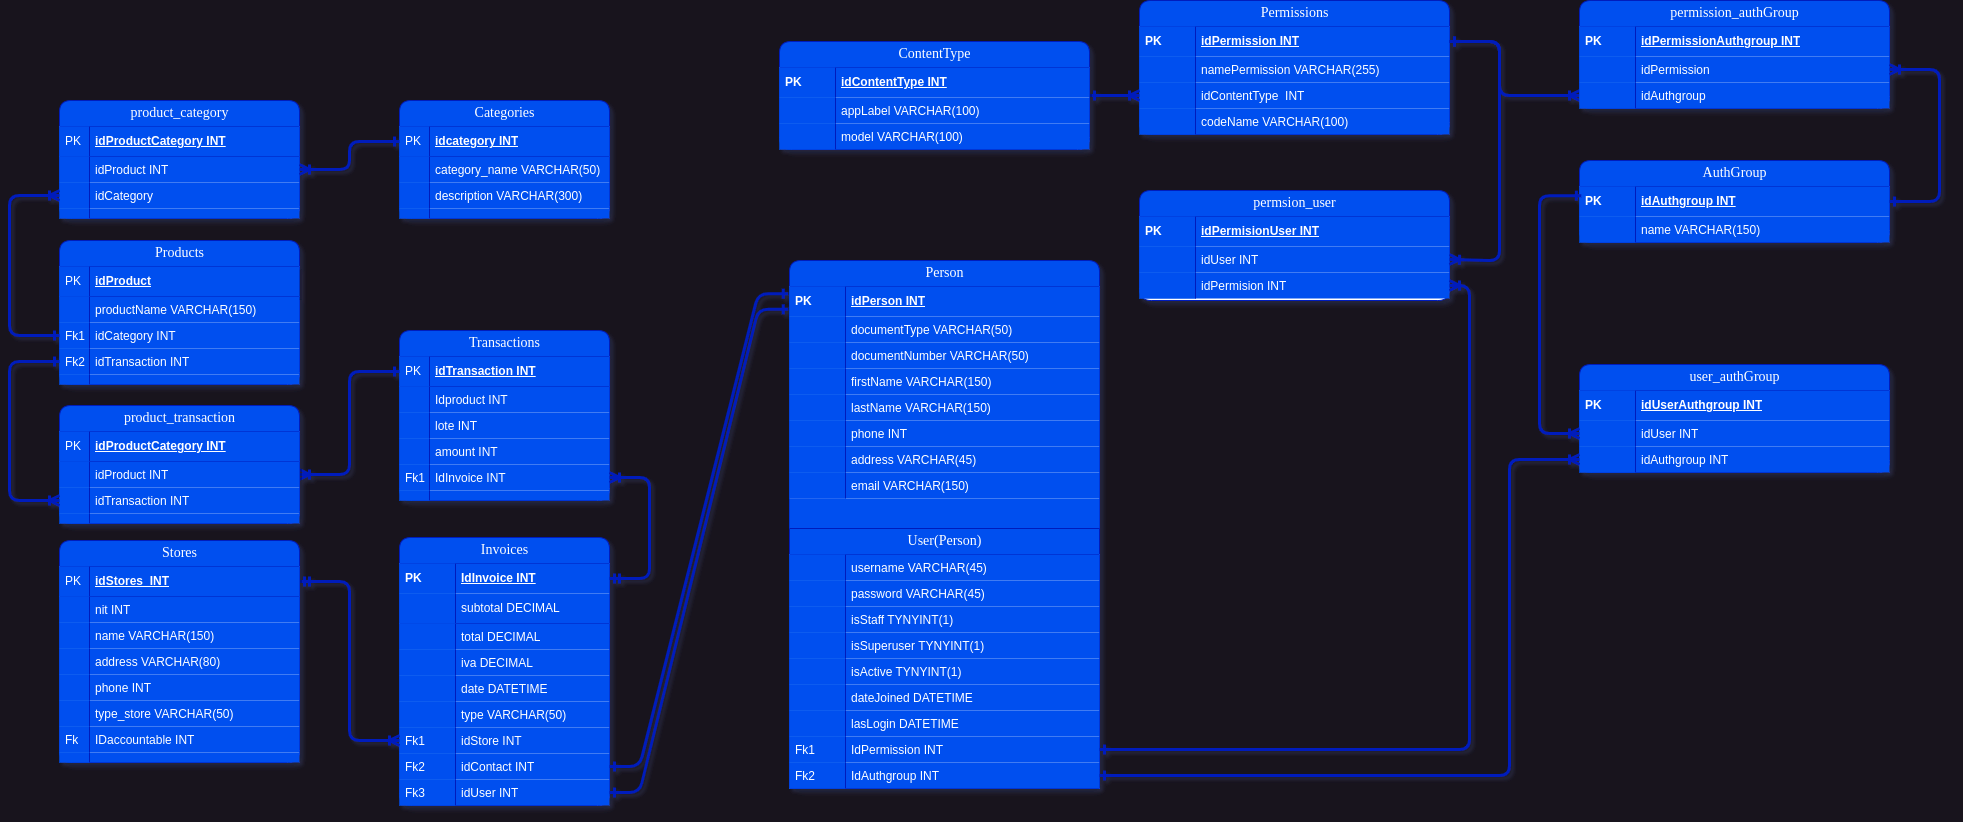 product_category
PK idProductCategory INT
idProduct INT
idCategory
Categories
PK idcategory INT
category_name VARCHAR(50)
description VARCHAR(300)
Products
PK idProduct
productName VARCHAR(150)
Fk1 idCategory INT
Fk2 idTransaction INT
Transactions
PK idTransaction INT
Idproduct INT
lote INT
amount INT
Fk1 IdInvoice INT
product_transaction
PK idProductCategory INT
idProduct INT
idTransaction INT
Stores
PK idStores INT
nit INT
name VARCHAR(150)
address VARCHAR(80)
phone INT
type_store VARCHAR(50)
Fk IDaccountable INT
Invoices
PK IdInvoice INT
subtotal DECIMAL
total DECIMAL
iva DECIMAL
date DATETIME
type VARCHAR(50)
Fk1 idStore INT
Fk2 idContact INT
Fk3 idUser INT
ContentType
PK idContentType INT
appLabel VARCHAR(100)
model VARCHAR(100)
Person
PK idPerson INT
documentType VARCHAR(50)
documentNumber VARCHAR(50)
firstName VARCHAR(150)
lastName VARCHAR(150)
phone INT
address VARCHAR(45)
email VARCHAR(150)
User(Person)
username VARCHAR(45)
password VARCHAR(45)
isStaff TYNYINT(1)
isSuperuser TYNYINT(1)
isActive TYNYINT(1)
dateJoined DATETIME
lasLogin DATETIME
Fk1 IdPermission INT
Fk2 IdAuthgroup INT
Permissions
PK idPermission INT
namePermission VARCHAR(255)
idContentType INT
codeName VARCHAR(100)
permsion_user
PK idPermisionUser INT
idUser INT
idPermision INT
permission_authGroup
PK idPermissionAuthgroup INT
idPermission
idAuthgroup
AuthGroup
PK idAuthgroup INT
name VARCHAR(150)
user_authGroup
PK idUserAuthgroup INT
idUser INT
idAuthgroup INT